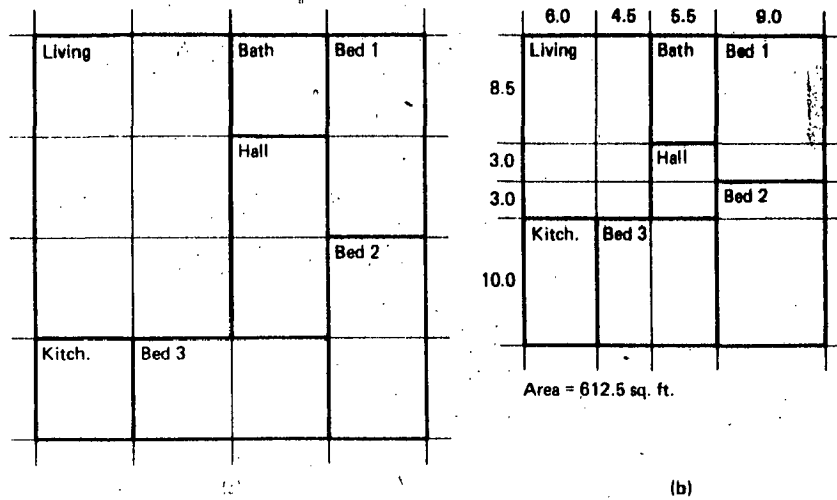 Living Bath Bed 1
Hall
Bed 2
Kitch. Bed 3
6.0 4.5 5.5 9.0
Living Bath Bed 1
8.5
3.0
Hall
3.0
Bed 2
Kitch. Bed 3
10.0
Area = 612.5 sq. ft.
(b)